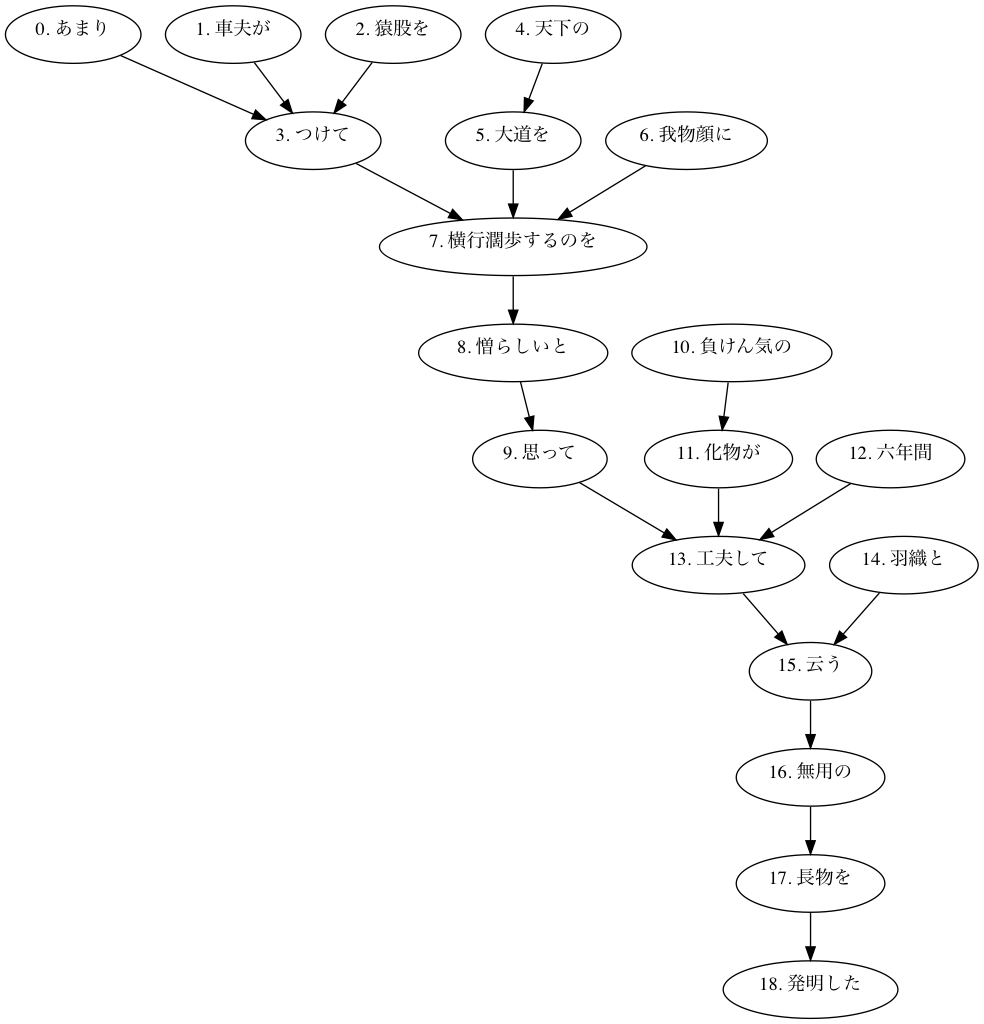 0. あまり
1. 車夫が
2. 猿股を
4. 天下の
3. つけて
5. 大道を
6. 我物顔に
7. 横行濶歩するのを
8. 憎らしいと
10. 負けん気の
9. 思って
11. 化物が
12. 六年間
13. 工夫して
14. 羽織と
15. 云う
16. 無用の
17. 長物を
18. 発明した